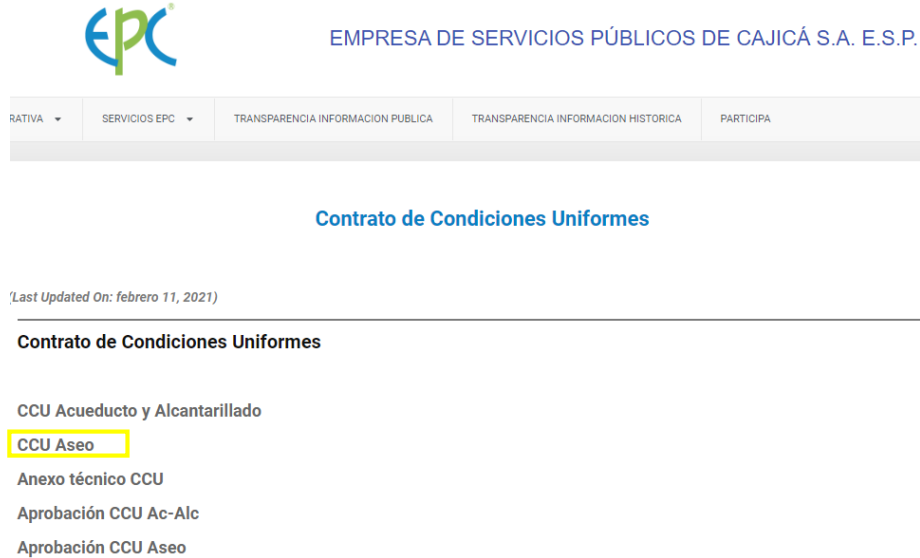 EPC
EMPRESA DE SERVICIOS PÚBLICOS DE CAJICÁ S.A. E.S.P.
RATIVA SERVICIOS EPC TRANSPARENCIA INFORMACION PUBLICA TRANSPARENCIA INFORMACION HISTORICA PARTICIPA
Contrato de Condiciones Uniformes
(Last Updated On: febrero 11, 2021)
Contrato de Condiciones Uniformes
CCU Acueducto y Alcantarillado
CCU Aseo
Anexo técnico CCU
Aprobación CCU Ac-Alc
Aprobación CCU Aseo